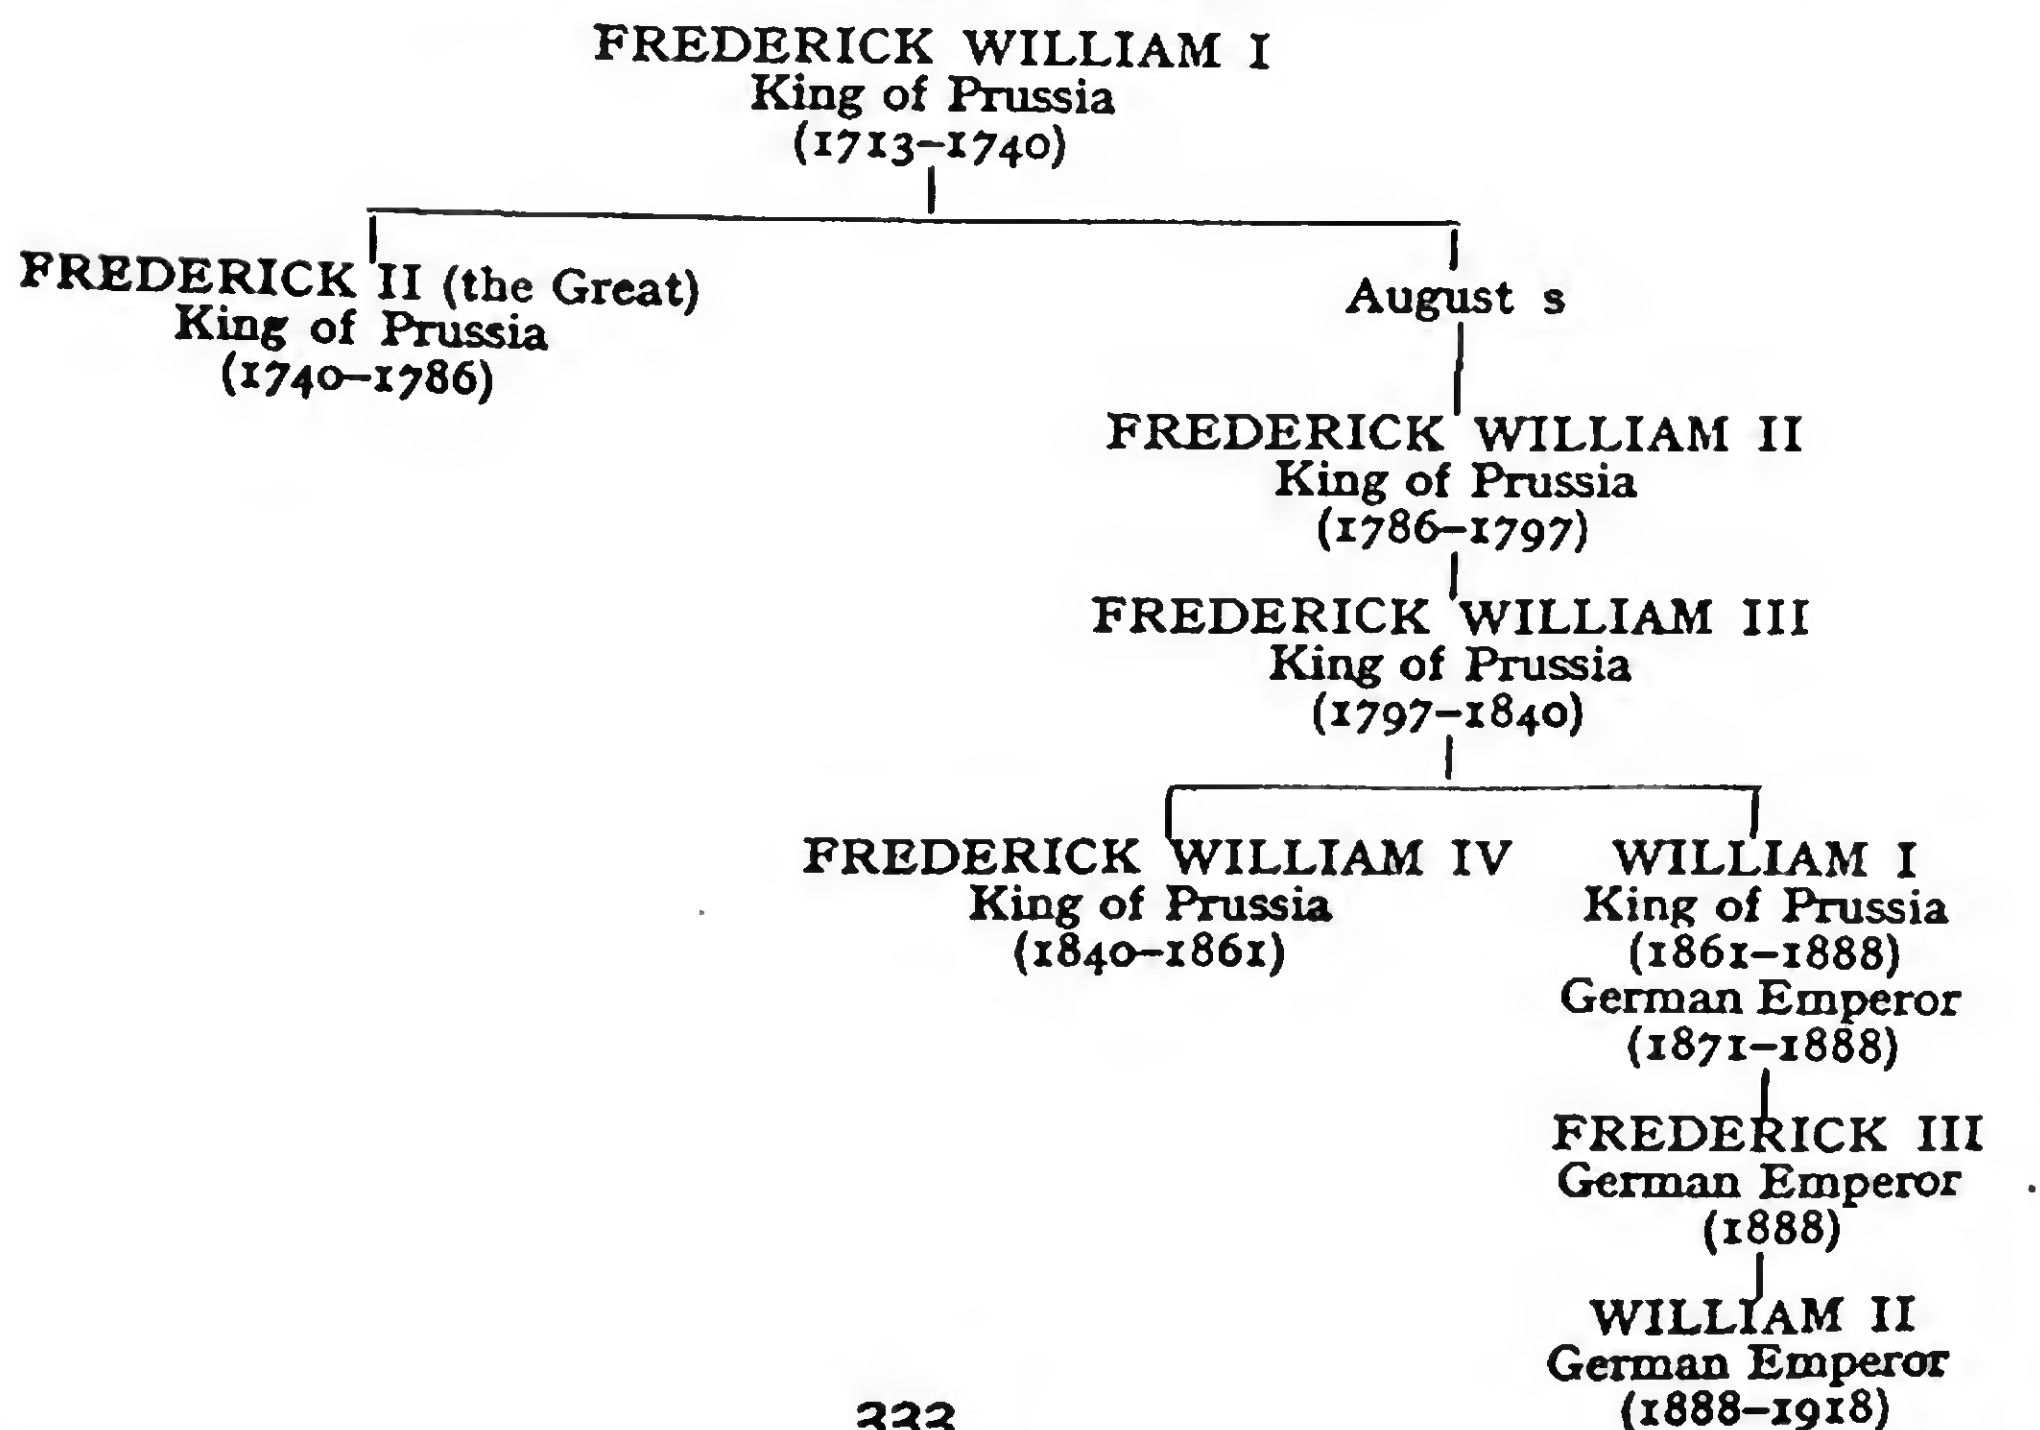 FREDERICK WILLIAM I
King of Prussia
(1713–1740)
FREDERICK II (the Great)
King of Prussia
(1740–1786)
August s
FREDERICK WILLIAM II
King of Prussia
(1786–1797)
FREDERICK WILLIAM III
King of Prussia
(1797–1840)
FREDERICK WILLIAM IV
King of Prussia
(1840–1861)
WILLIAM I
King of Prussia
(1861–1888)
German Emperor
(1871–1888)
FREDERICK III
German Emperor
(1888)
WILLIAM II
German Emperor
(1888–1918)